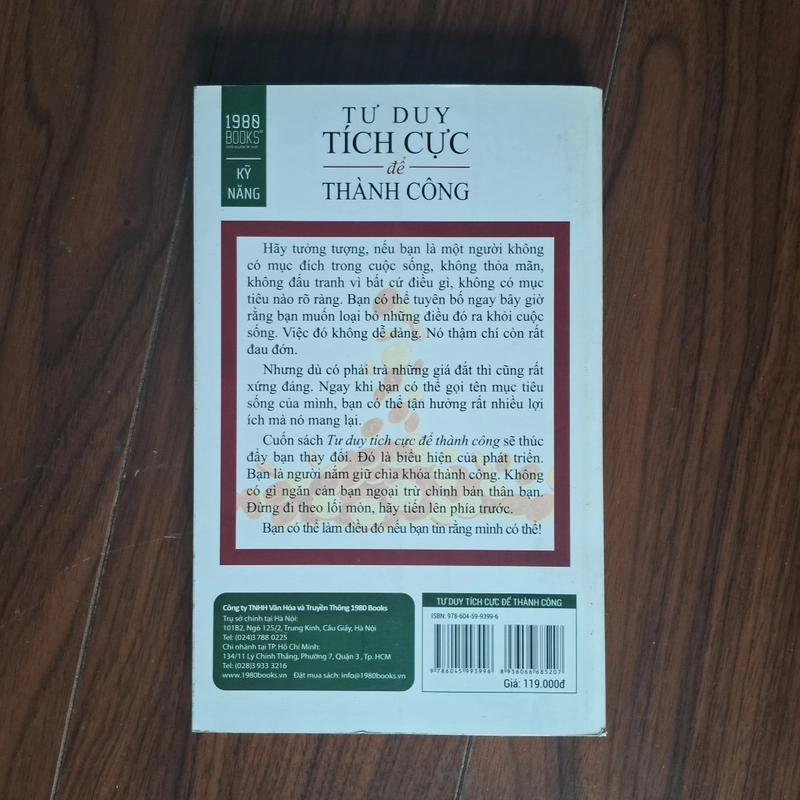 1980
BOOKS
KỸ
NĂNG
TƯ DUY
TÍCH CỰC
để
THÀNH CÔNG
Hãy tưởng tượng, nếu bạn là một người không
có mục đích trong cuộc sống, không thỏa mãn,
không đấu tranh vì bất cứ điều gì, không có mục
tiêu nào rõ ràng. Bạn có thể tuyên bố ngay bây giờ
rằng bạn muốn loại bỏ những điều đó ra khỏi cuộc
sống. Việc đó không dễ dàng. Nó thậm chí còn rất
đau đớn.
Nhưng dù có phải trả những giá đắt thì cũng rất
xứng đáng. Ngay khi bạn có thể gọi tên mục tiêu
sống của mình, bạn có thể tận hưởng rất nhiều lợi
ích mà nó mang lại.
Cuốn sách Tư duy tích cực để thành công sẽ thúc
đẩy bạn thay đổi. Đó là biểu hiện của phát triển.
Bạn là người nắm giữ chìa khóa thành công. Không
có gì ngăn cản bạn ngoại trừ chính bản thân bạn.
Đừng đi theo lối mòn, hãy tiến lên phía trước.
Bạn có thể làm điều đó nếu bạn tin rằng mình có thể!
Công ty TNHH Văn Hóa và Truyền Thông 1980 Books
Trụ sở chính tại Hà Nội:
101B2, Ngõ 125/2, Trung Kính, Cầu Giấy, Hà Nội
Tel: (024)3 788 0225
Chi nhánh tại TP. Hồ Chí Minh:
134/11 Lý Chính Thắng, Phường 7, Quận 3 , Tp. HCM
Tel: (028)3 933 3216
www.1980books.vn Đặt mua sách: info@1980books.vn
TƯ DUY TÍCH CỰC ĐỂ THÀNH CÔNG
ISBN: 978-604-59-9399-6
9 786045 993996
8 936066 685207
Giá: 119.000đ